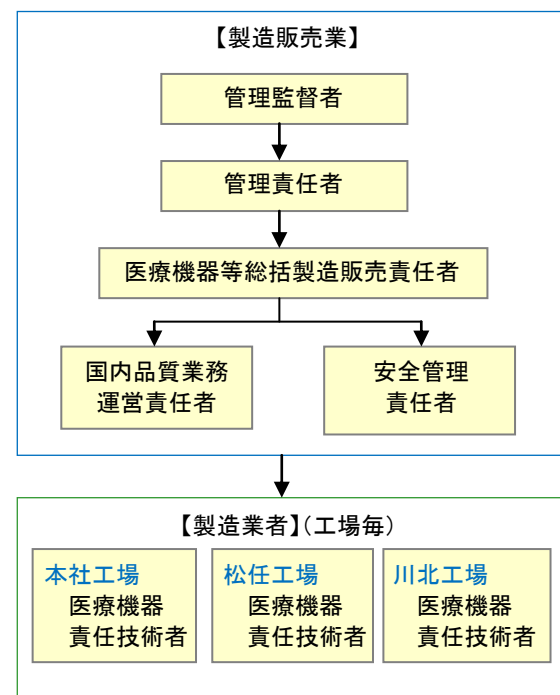 【製造販売業】
管理監督者
管理責任者
医療機器等総括製造販売責任者
国内品質業務
運営責任者
安全管理
責任者
【製造業者】(工場毎)
本社工場
医療機器
責任技術者
松任工場
医療機器
責任技術者
川北工場
医療機器
責任技術者